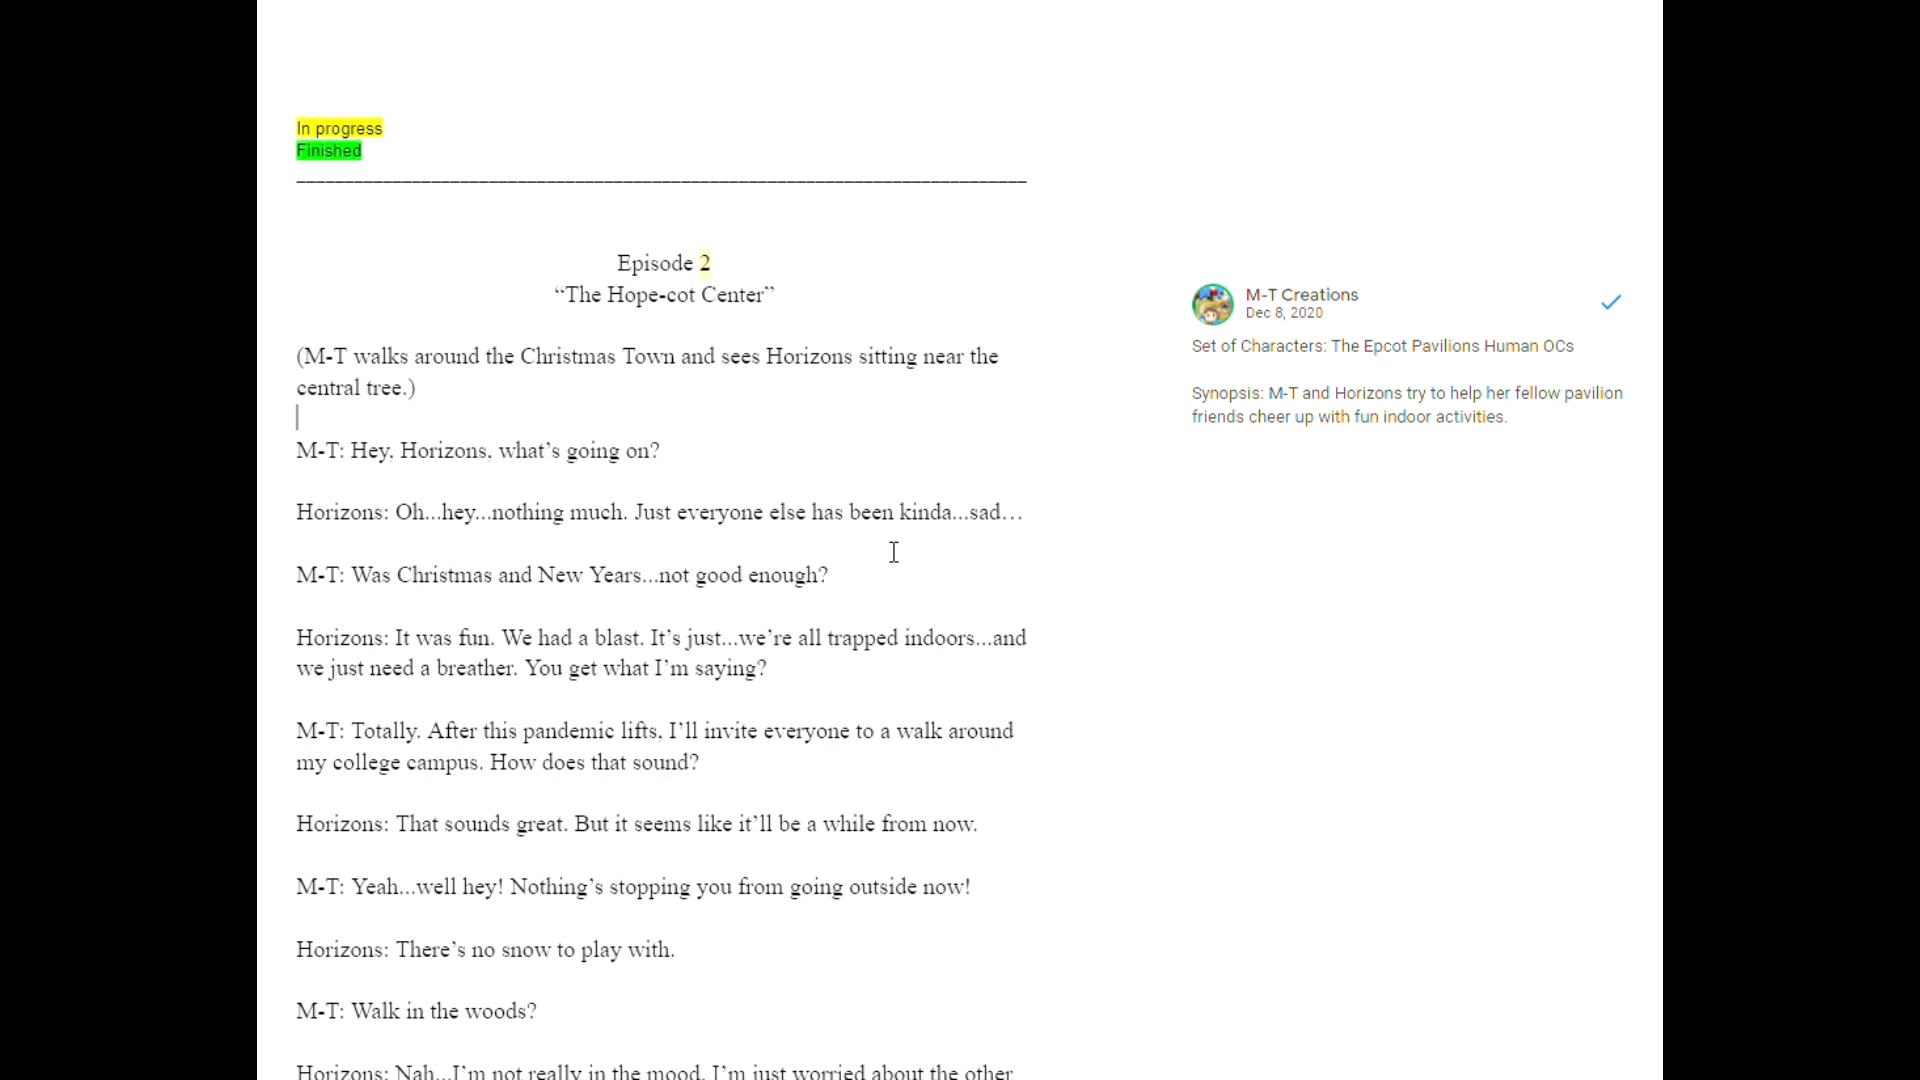 In progress
Finished
Episode 2
“The Hope-cot Center”
M-T Creations
Dec 8, 2020
Set of Characters: The Epcot Pavilions Human OCs
Synopsis: M-T and Horizons try to help her fellow pavilion
friends cheer up with fun indoor activities.
(M-T walks around the Christmas Town and sees Horizons sitting near the
central tree.)
M-T: Hey, Horizons, what’s going on?
Horizons: Oh...hey...nothing much. Just everyone else has been kinda...sad…
M-T: Was Christmas and New Years...not good enough?
Horizons: It was fun. We had a blast. It’s just...we’re all trapped indoors...and
we just need a breather. You get what I’m saying?
M-T: Totally. After this pandemic lifts, I’ll invite everyone to a walk around
my college campus. How does that sound?
Horizons: That sounds great. But it seems like it’ll be a while from now.
M-T: Yeah...well hey! Nothing’s stopping you from going outside now!
Horizons: There’s no snow to play with.
M-T: Walk in the woods?
Horizons: Nah...I’m not really in the mood. I’m just worried about the other